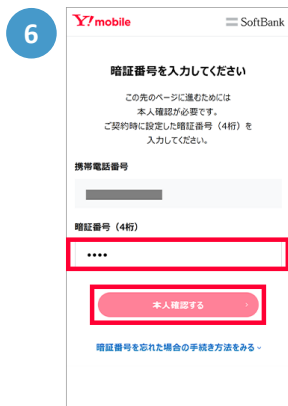 6
Y! mobile
SoftBank
暗証番号を入力してください
この先のページに進むためには
本人確認が必要です。
ご契約時に設定した暗証番号（4桁）を
入力してください。
携帯電話番号
暗証番号（4桁）
••••
本人確認する
暗証番号を忘れた場合の手続き方法をみる